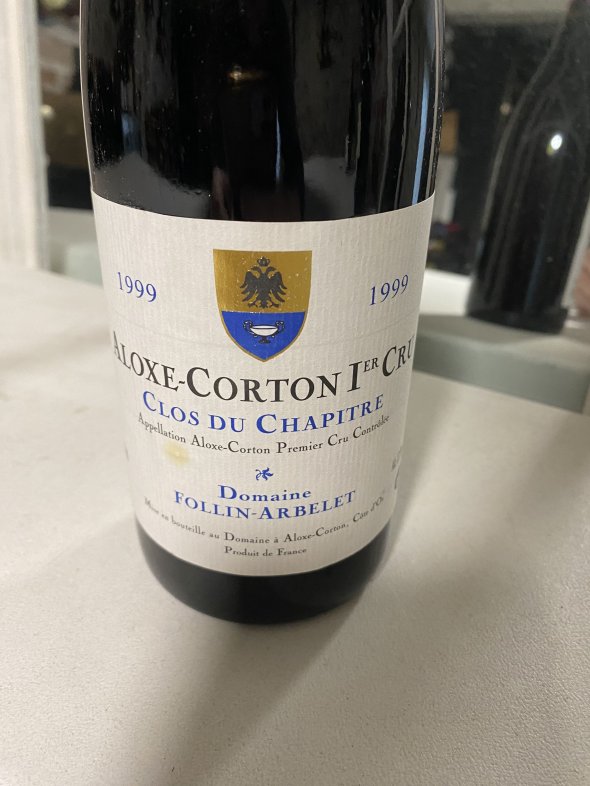 1999
1999
ALOXE-CORTON IER CRU
CLOS DU CHAPITRE
Appellation Aloxe-Corton Premier Cru Contrôlée
Domaine
FOLLIN-ARBELET
Mise en bouteille au Domaine à Aloxe-Corton, Côte d'Or
Produit de France